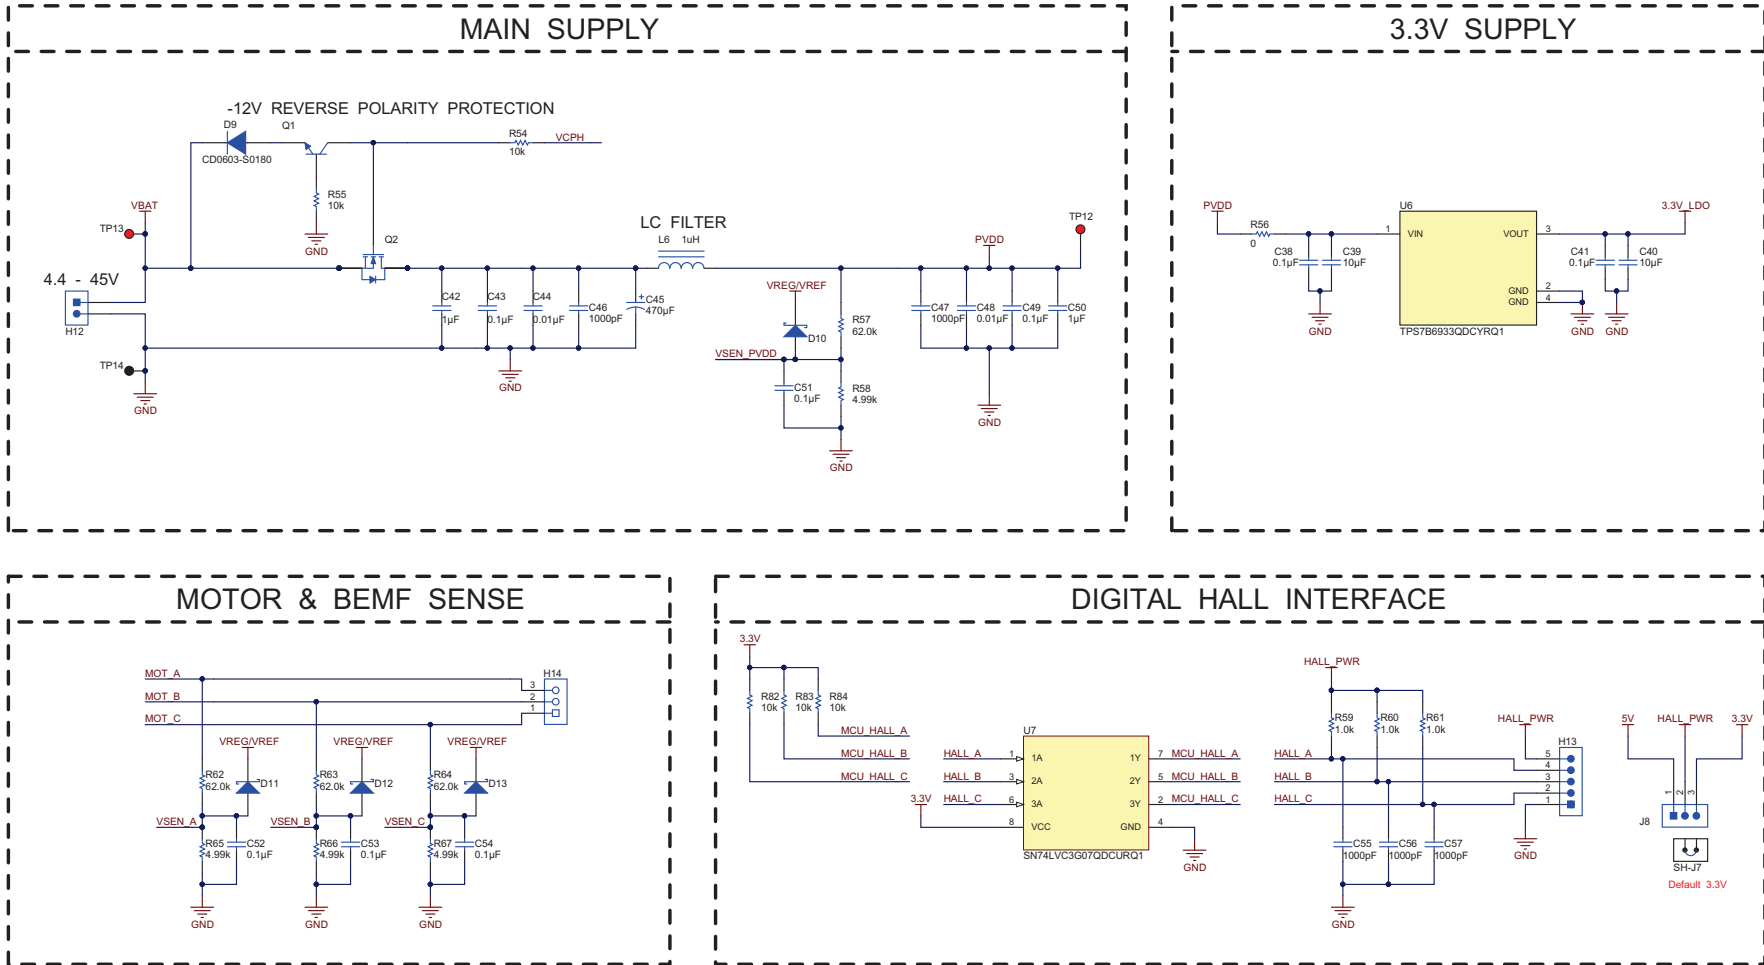 MAIN SUPPLY
-12V REVERSE POLARITY PROTECTION
D9
Q1
CD0603-S0180
R54
10k
VCPH
R55
10k
GND
VBAT
TP13
Q2
4.4 - 45V
H12
TP14
GND
C42
1µF
C43
0.1µF
C44
0.01µF
C46
1000pF
+
C45
470µF
GND
LC FILTER
L6 1uH
VREG/VREF
D10
VSEN_PVDD
C51
0.1µF
R57
62.0k
R58
4.99k
GND
PVDD
TP12
C47
1000pF
C48
0.01µF
C49
0.1µF
C50
1µF
GND
3.3V SUPPLY
PVDD
R56
0
C38
0.1µF
C39
10µF
GND
U6
1
VIN
VOUT
3
GND
2
GND
4
TPS7B6933QDCYRQ1
3.3V_LDO
C41
0.1µF
C40
10µF
GND
GND
MOTOR & BEMF SENSE
MOT_A
MOT_B
MOT_C
H14
3
2
1
VREG/VREF
VREG/VREF
VREG/VREF
R62
62.0k
D11
R63
62.0k
D12
R64
62.0k
D13
VSEN_A
VSEN_B
VSEN_C
R65
4.99k
C52
0.1µF
R66
4.99k
C53
0.1µF
R67
4.99k
C54
0.1µF
GND
GND
GND
DIGITAL HALL INTERFACE
3.3V
R82
10k
R83
10k
R84
10k
MCU_HALL_A
MCU_HALL_B
MCU_HALL_C
U7
HALL_A 1 1A 1Y 7 MCU_HALL_A
HALL_B 3 2A 2Y 5 MCU_HALL_B
HALL_C 6 3A 3Y 2 MCU_HALL_C
3.3V 8 VCC GND 4
SN74LVC3G07QDCURQ1
GND
HALL_PWR
R59
1.0k
R60
1.0k
R61
1.0k
HALL_A
HALL_B
HALL_C
C55
1000pF
C56
1000pF
C57
1000pF
GND
HALL_PWR
H13
5
4
3
2
1
GND
5V
HALL_PWR
3.3V
1
2
3
J8
SH-J7
Default 3.3V